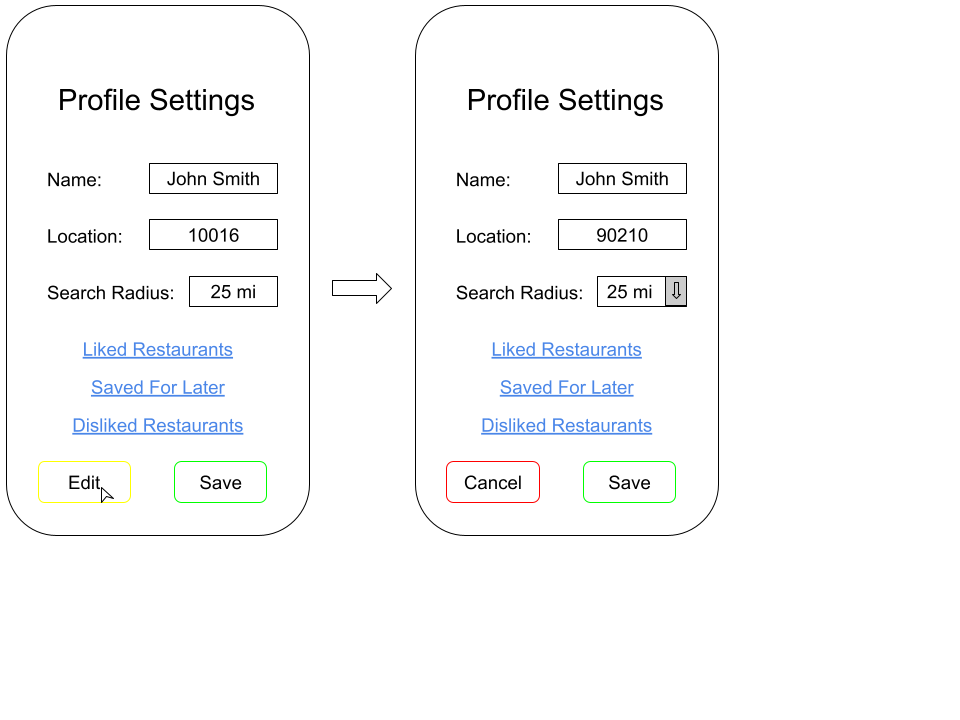 Profile Settings
Name: John Smith
Location: 10016
Search Radius: 25 mi
Liked Restaurants
Saved For Later
Disliked Restaurants
Edit Save
Profile Settings
Name: John Smith
Location: 90210
Search Radius: 25 mi
Liked Restaurants
Saved For Later
Disliked Restaurants
Cancel Save